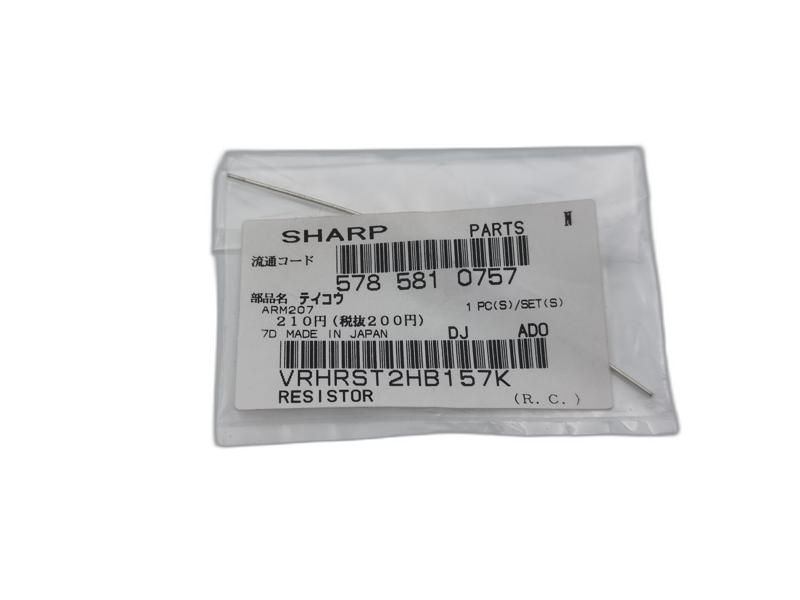 SHARP PARTS N
流通コード
578 581 0757
部品名 テイコウ
ARM207 1 PC(S)/SET(S)
210円(税抜200円)
7D MADE IN JAPAN DJ ADO
VRHRST2HB157K
RESISTOR (R.C.)